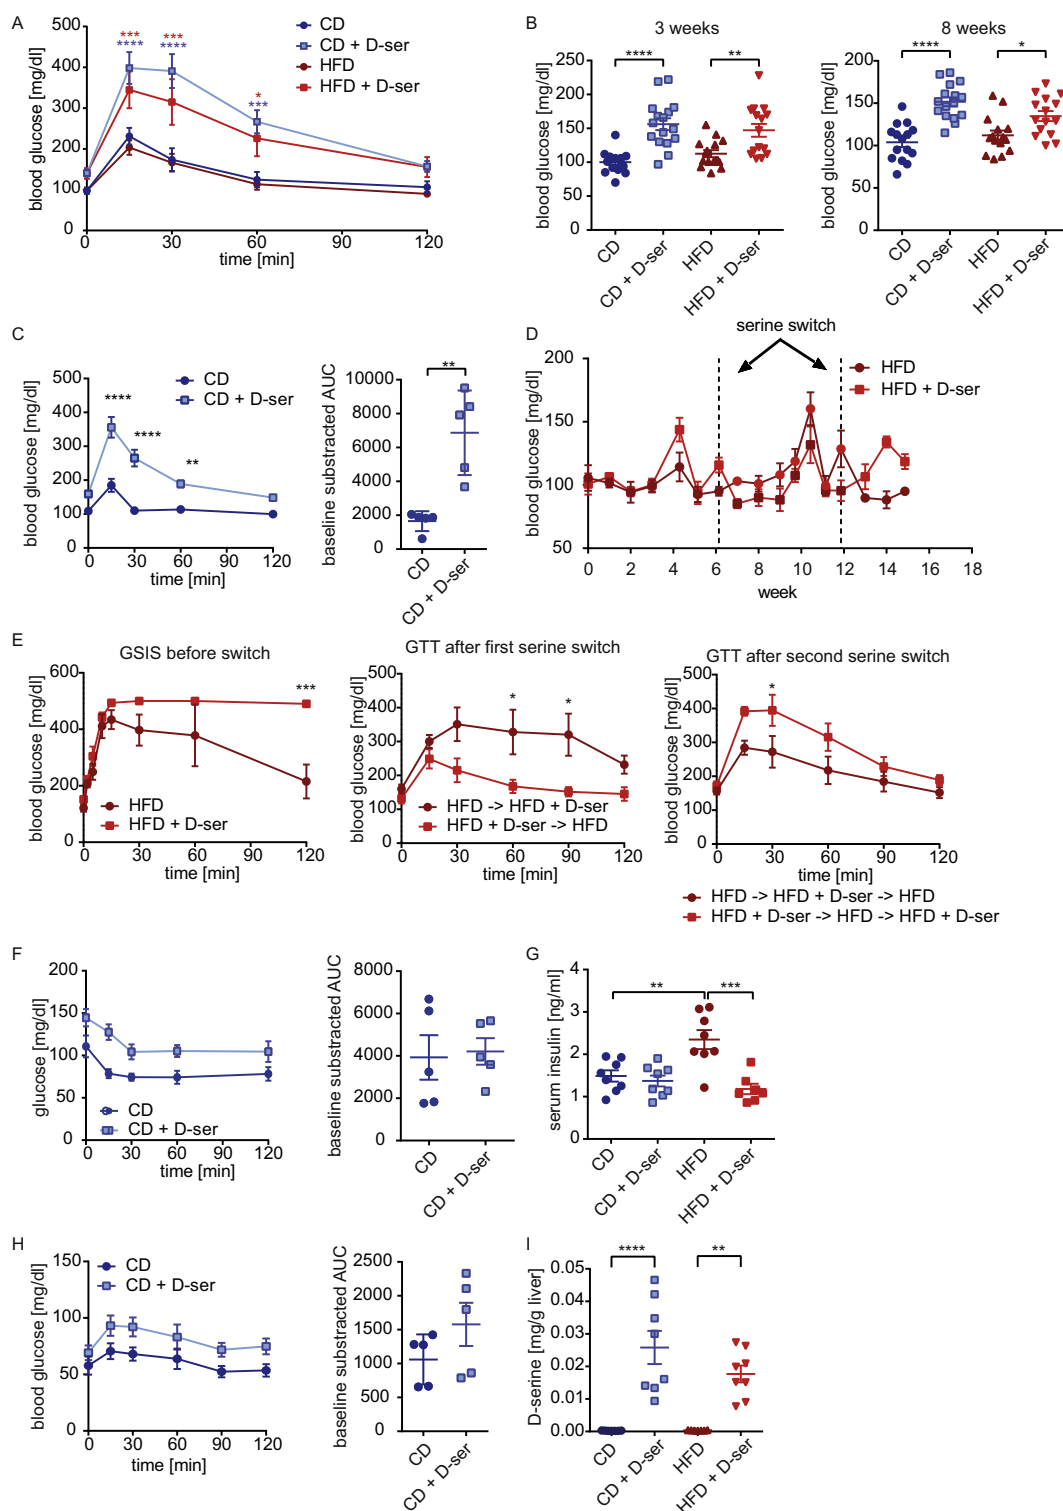 A
blood glucose [mg/dl]
500
400
300
200
100
0
***
****
***
****
*
***
CD
CD + D-ser
HFD
HFD + D-ser
0 30 60 90 120
time [min]
B
3 weeks
blood glucose [mg/dl]
250
200
150
100
50
0
**** **
CD
CD + D-ser
HFD
HFD + D-ser
8 weeks
blood glucose [mg/dl]
200
150
100
50
0
**** *
CD
CD + D-ser
HFD
HFD + D-ser
C
blood glucose [mg/dl]
500
400
300
200
100
0
CD
CD + D-ser
****
****
**
0 30 60 90 120
time [min]
baseline substracted AUC
10000
8000
6000
4000
2000
0
**
CD
CD + D-ser
D
serine switch
blood glucose [mg/dl]
200
150
100
50
HFD
HFD + D-ser
0 2 4 6 8 10 12 14 16 18
week
E
GSIS before switch
blood glucose [mg/dl]
600
400
200
0
***
HFD
HFD + D-ser
0 30 60 90 120
time [min]
GTT after first serine switch
blood glucose [mg/dl]
500
400
300
200
100
0
* *
HFD -> HFD + D-ser
HFD + D-ser -> HFD
0 30 60 90 120
time [min]
GTT after second serine switch
blood glucose [mg/dl]
500
400
300
200
100
0
*
0 30 60 90 120
time [min]
HFD -> HFD + D-ser -> HFD
HFD + D-ser -> HFD -> HFD + D-ser
F
glucose [mg/dl]
200
150
100
50
0
CD
CD + D-ser
0 30 60 90 120
time [min]
baseline substracted AUC
8000
6000
4000
2000
0
CD
CD + D-ser
G
serum insulin [ng/ml]
4
3
2
1
0
** ***
CD
CD + D-ser
HFD
HFD + D-ser
H
blood glucose [mg/dl]
150
100
50
0
CD
CD + D-ser
0 30 60 90 120
time [min]
baseline substracted AUC
2500
2000
1500
1000
500
0
CD
CD + D-ser
I
D-serine [mg/g liver]
0.05
0.04
0.03
0.02
0.01
0.00
**** **
CD
CD + D-ser
HFD
HFD + D-ser